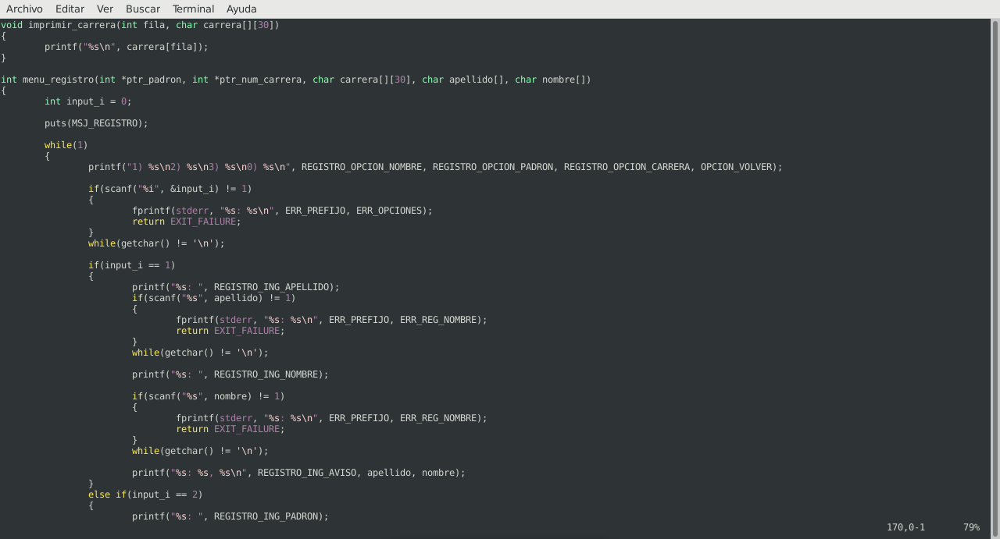 Archivo Editar Ver Buscar Terminal Ayuda
void imprimir_carrera(int fila, char carrera[][30])
{
        printf("%s\n", carrera[fila]);
}

int menu_registro(int *ptr_padron, int *ptr_num_carrera, char carrera[][30], char apellido[], char nombre[])
{
        int input_i = 0;

        puts(MSJ_REGISTRO);

        while(1)
        {
                printf("1) %s\n2) %s\n3) %s\n0) %s\n", REGISTRO_OPCION_NOMBRE, REGISTRO_OPCION_PADRON, REGISTRO_OPCION_CARRERA, OPCION_VOLVER);

                if(scanf("%i", &input_i) != 1)
                {
                        fprintf(stderr, "%s: %s\n", ERR_PREFIJO, ERR_OPCIONES);
                        return EXIT_FAILURE;
                }
                while(getchar() != '\n');

                if(input_i == 1)
                {
                        printf("%s: ", REGISTRO_ING_APELLIDO);
                        if(scanf("%s", apellido) != 1)
                        {
                                fprintf(stderr, "%s: %s\n", ERR_PREFIJO, ERR_REG_NOMBRE);
                                return EXIT_FAILURE;
                        }
                        while(getchar() != '\n');

                        printf("%s: ", REGISTRO_ING_NOMBRE);

                        if(scanf("%s", nombre) != 1)
                        {
                                fprintf(stderr, "%s: %s\n", ERR_PREFIJO, ERR_REG_NOMBRE);
                                return EXIT_FAILURE;
                        }
                        while(getchar() != '\n');

                        printf("%s: %s, %s\n", REGISTRO_ING_AVISO, apellido, nombre);
                }
                else if(input_i == 2)
                {
                        printf("%s: ", REGISTRO_ING_PADRON);
170,0-1 79%